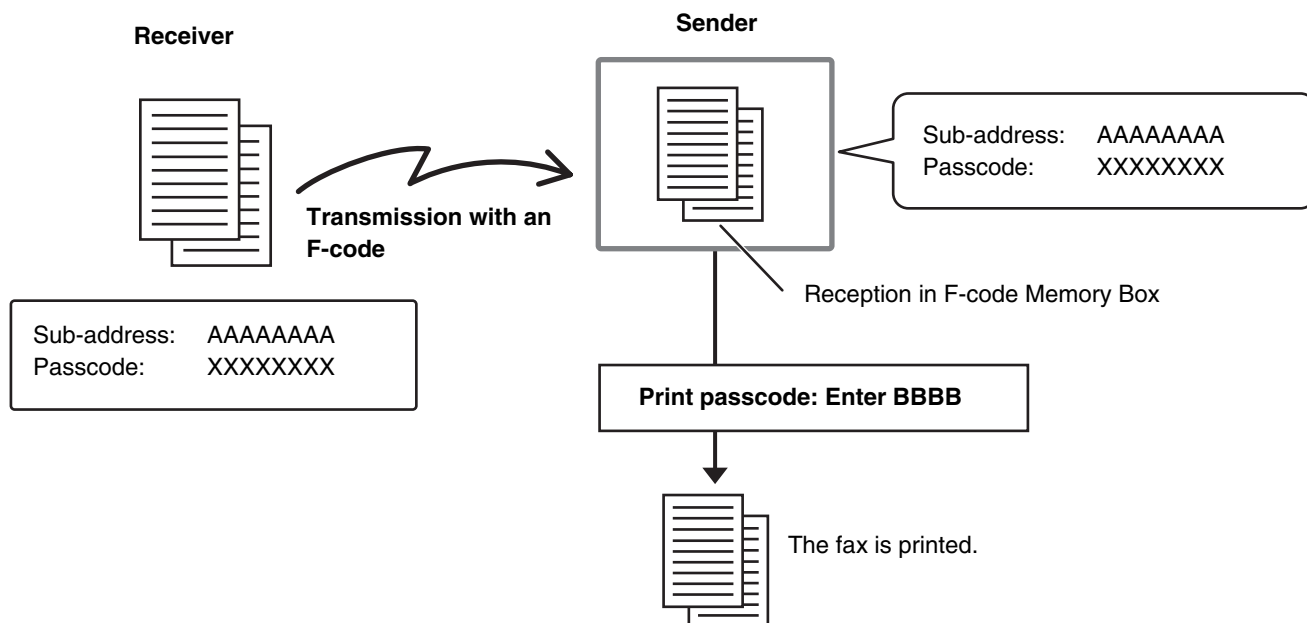 Receiver
Sender
Sub-address: AAAAAAAA
Passcode: XXXXXXXX
Transmission with an
F-code
Reception in F-code Memory Box
Sub-address: AAAAAAAA
Passcode: XXXXXXXX
Print passcode: Enter BBBB
The fax is printed.